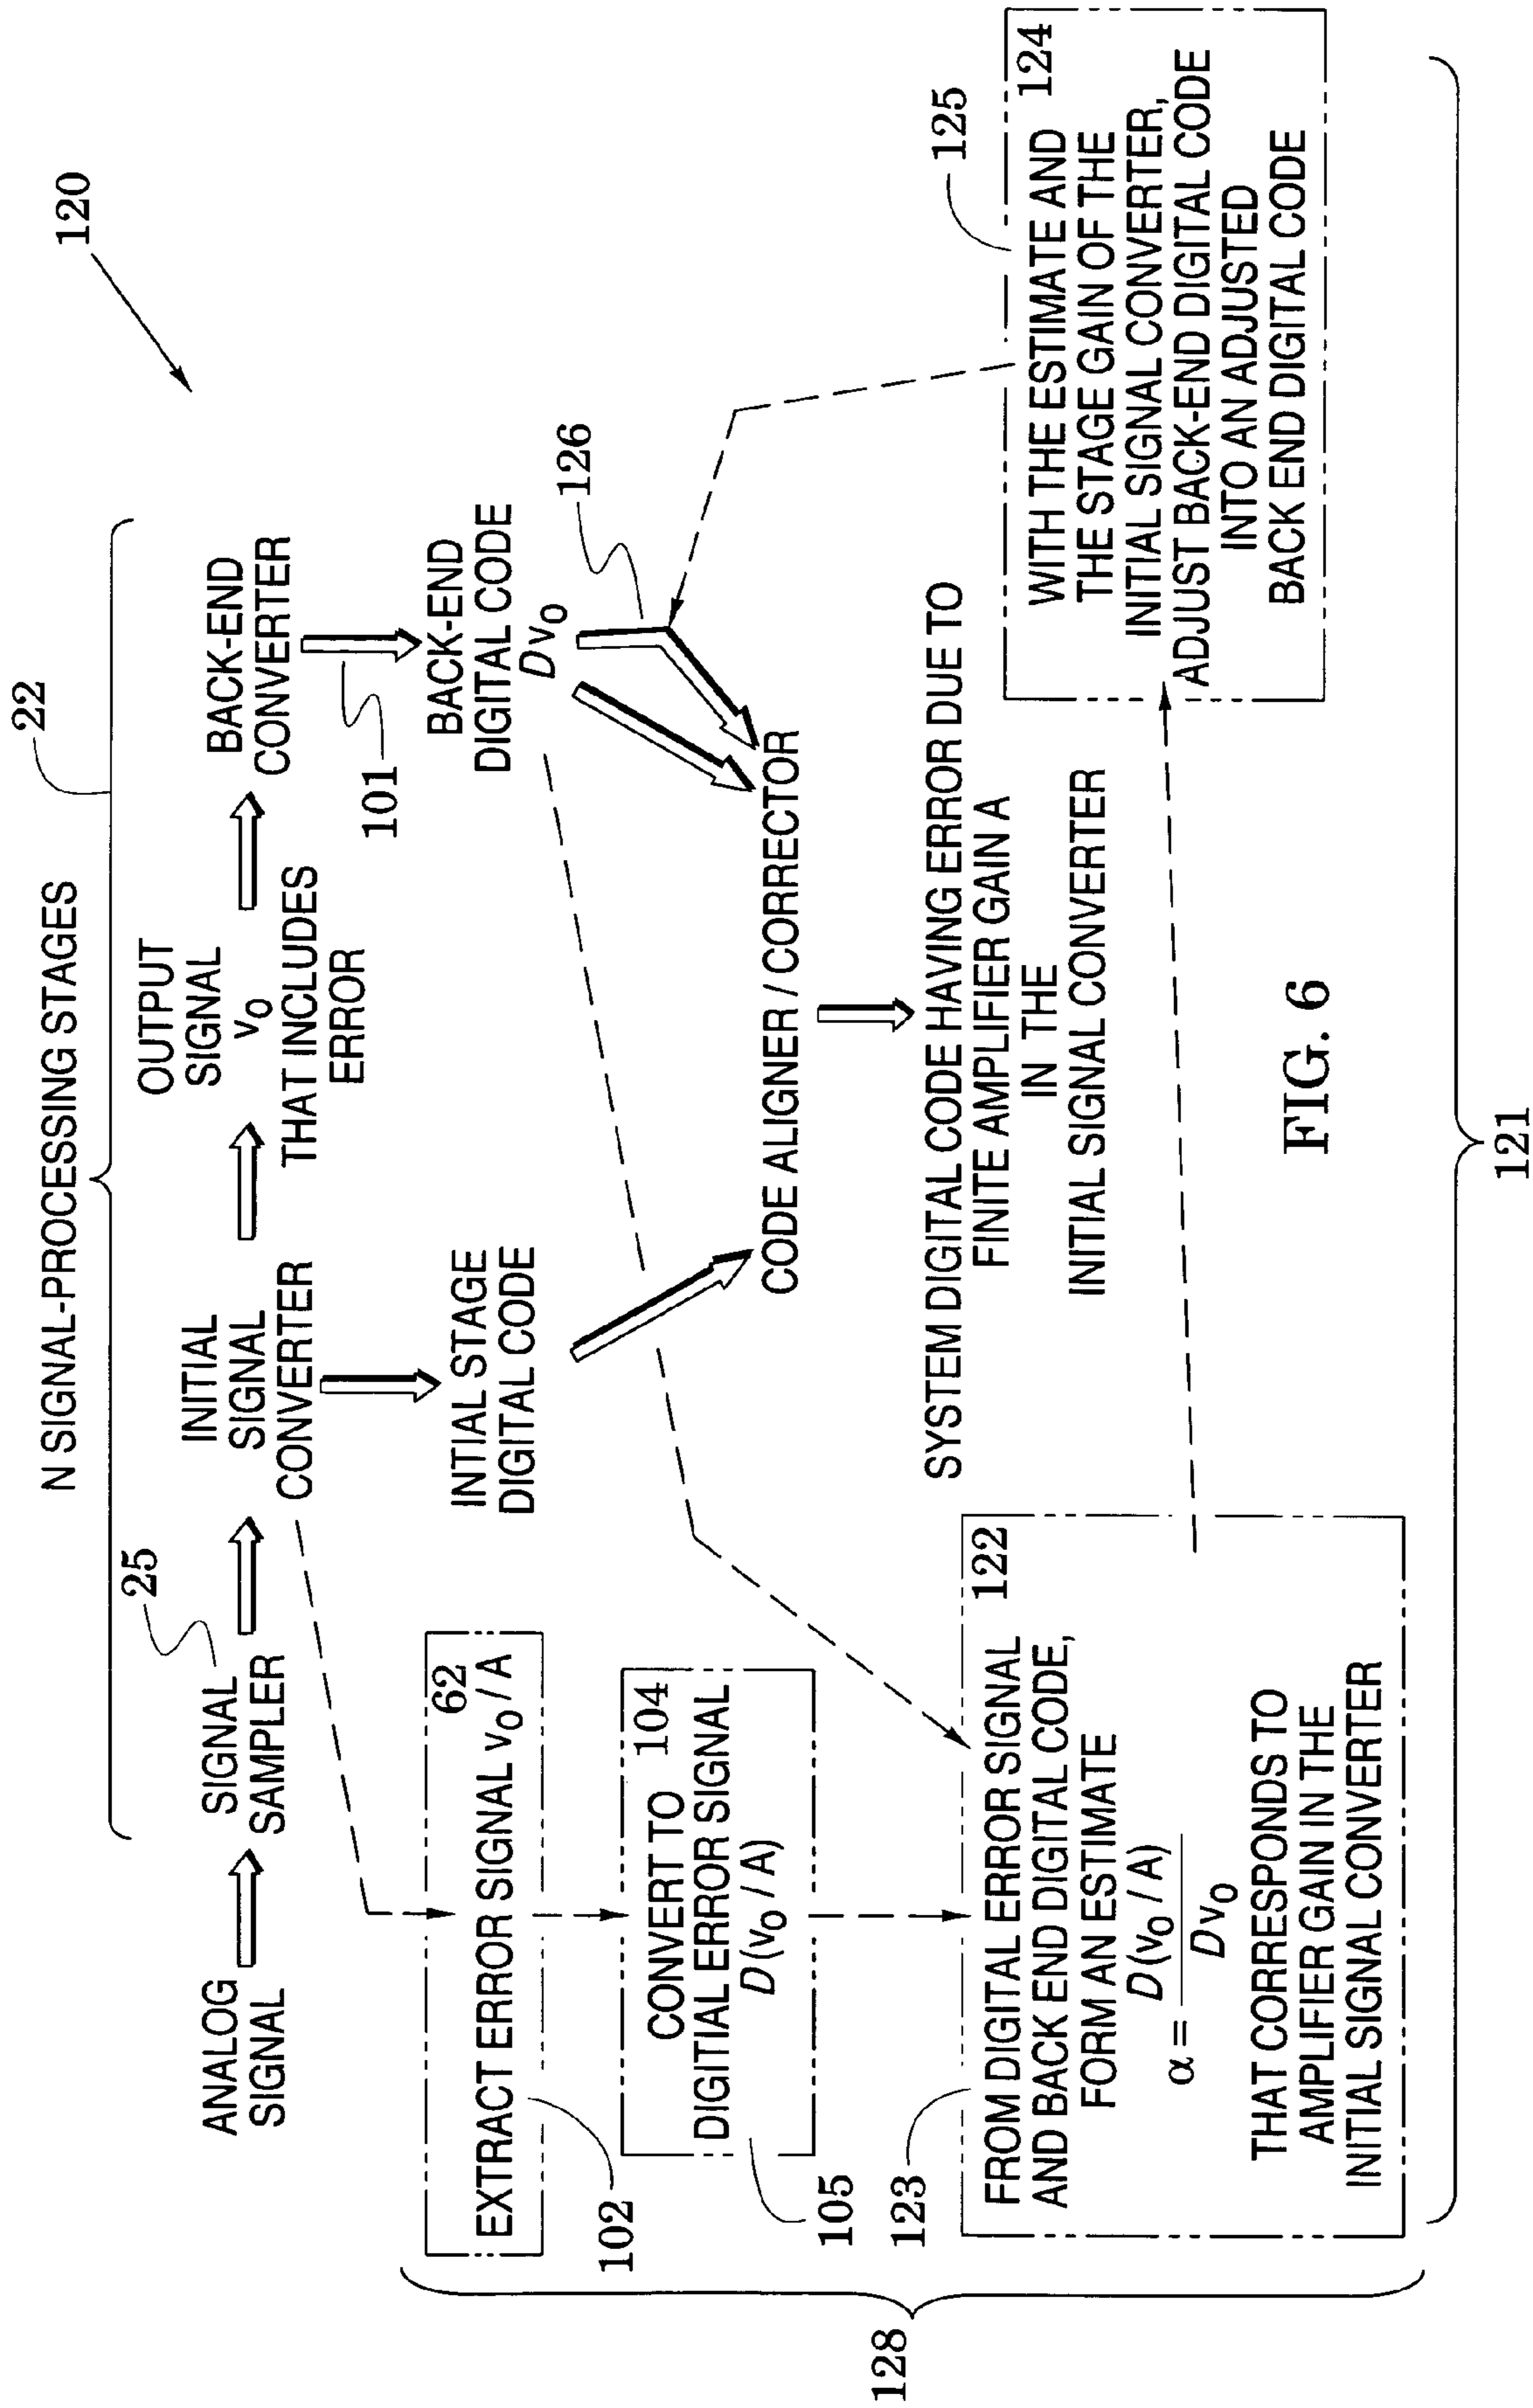 120
22
N SIGNAL-PROCESSING STAGES
25
ANALOG
SIGNAL
SIGNAL
SAMPLER
INITIAL
SIGNAL
CONVERTER
OUTPUT
SIGNAL
v0
THAT INCLUDES
ERROR
BACK-END
CONVERTER
101
62
EXTRACT ERROR SIGNAL v0 / A
102
INTIAL STAGE
DIGITAL CODE
BACK-END
DIGITAL CODE
Dv0
126
104
CONVERT TO
DIGITIAL ERROR SIGNAL
D (v0 / A)
105
CODE ALIGNER / CORRECTOR
SYSTEM DIGITAL CODE HAVING ERROR DUE TO
FINITE AMPLIFIER GAIN A
IN THE
INITIAL SIGNAL CONVERTER
123
122
FROM DIGITAL ERROR SIGNAL
AND BACK END DIGITAL CODE,
FORM AN ESTIMATE
α = D (v0 / A) / Dv0
THAT CORRESPONDS TO
AMPLIFIER GAIN IN THE
INITIAL SIGNAL CONVERTER
125
124
WITH THE ESTIMATE AND
THE STAGE GAIN OF THE
INITIAL SIGNAL CONVERTER,
ADJUST BACK-END DIGITAL CODE
INTO AN ADJUSTED
BACK END DIGITAL CODE
128
FIG. 6
121